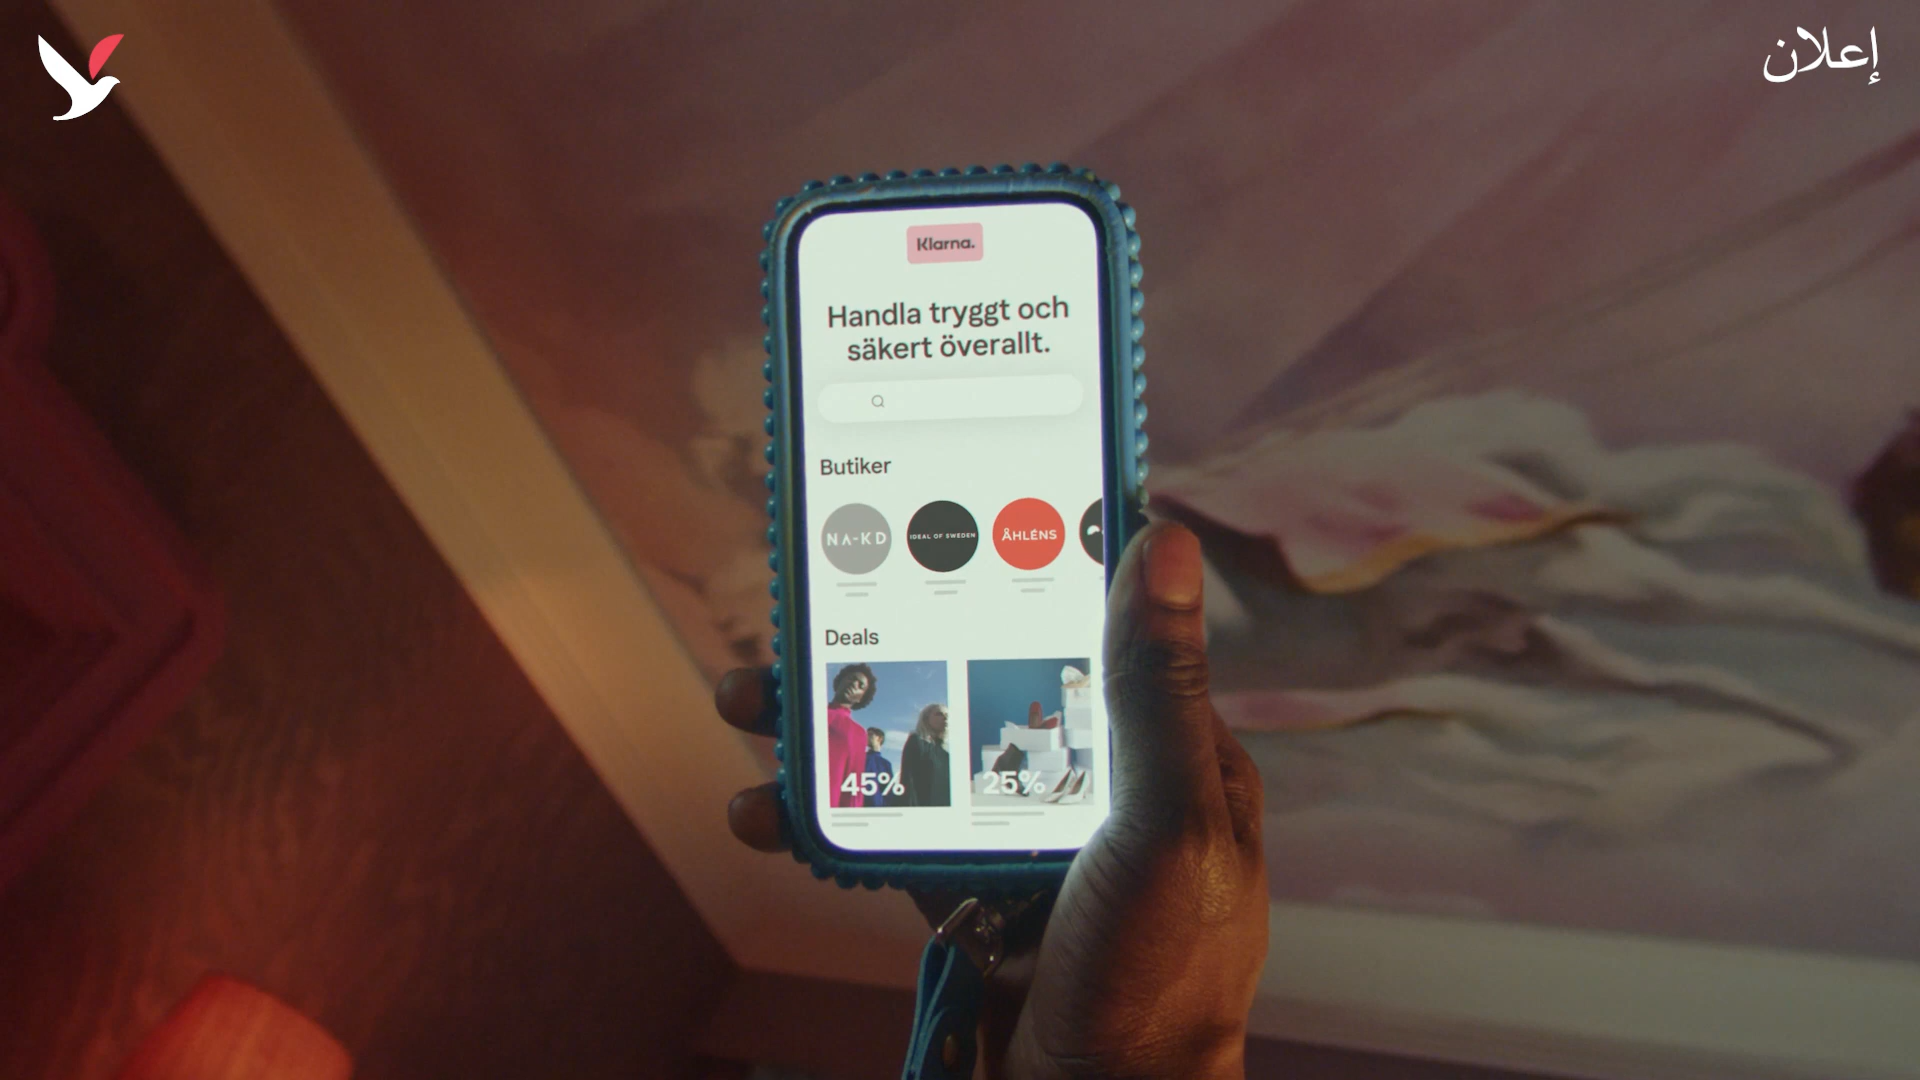 إعلان
Klarna.
Handla tryggt och
säkert överallt.
Butiker
NA-KD
IDEAL OF SWEDEN
ÅHLÉNS
Deals
45%
25%